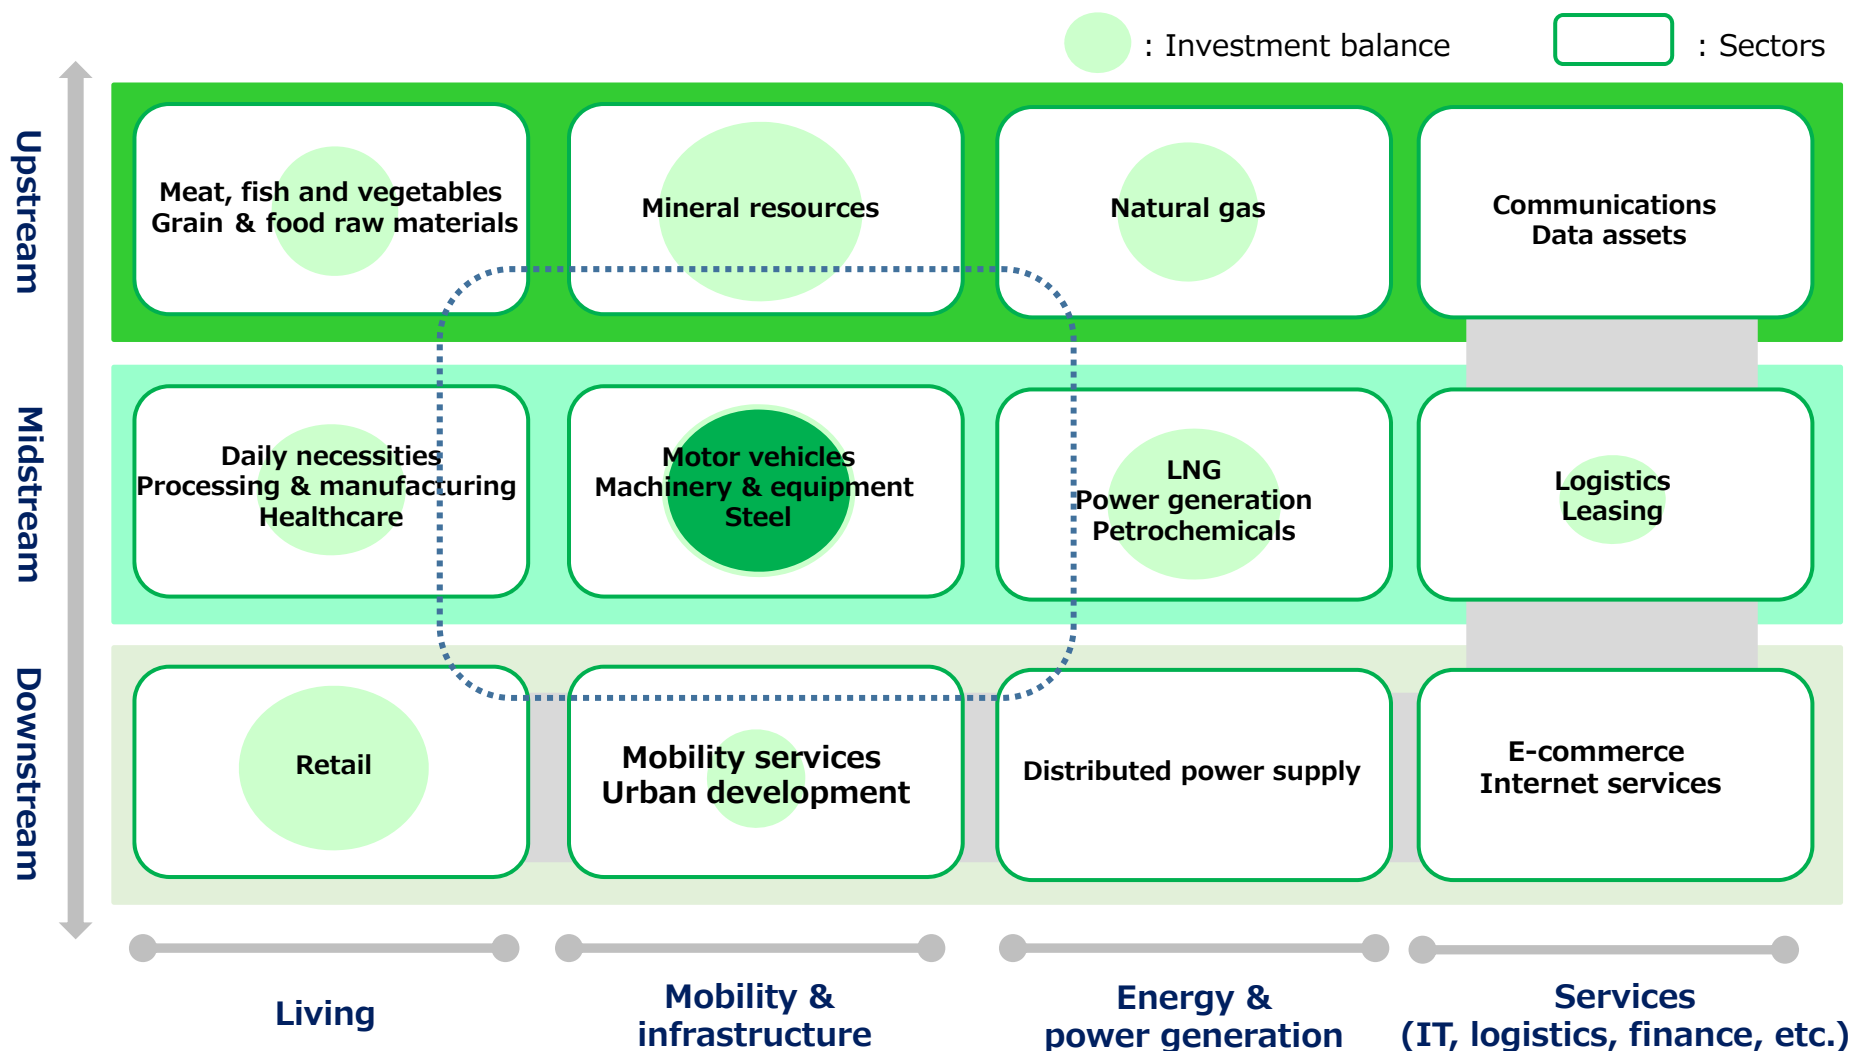 : Investment balance
: Sectors
Upstream
Meat, fish and vegetables
Grain & food raw materials
Mineral resources
Natural gas
Communications
Data assets
Midstream
Daily necessities
Processing & manufacturing
Healthcare
Motor vehicles
Machinery & equipment
Steel
LNG
Power generation
Petrochemicals
Logistics
Leasing
Downstream
Retail
Mobility services
Urban development
Distributed power supply
E-commerce
Internet services
Living
Mobility &
infrastructure
Energy &
power generation
Services
(IT, logistics, finance, etc.)